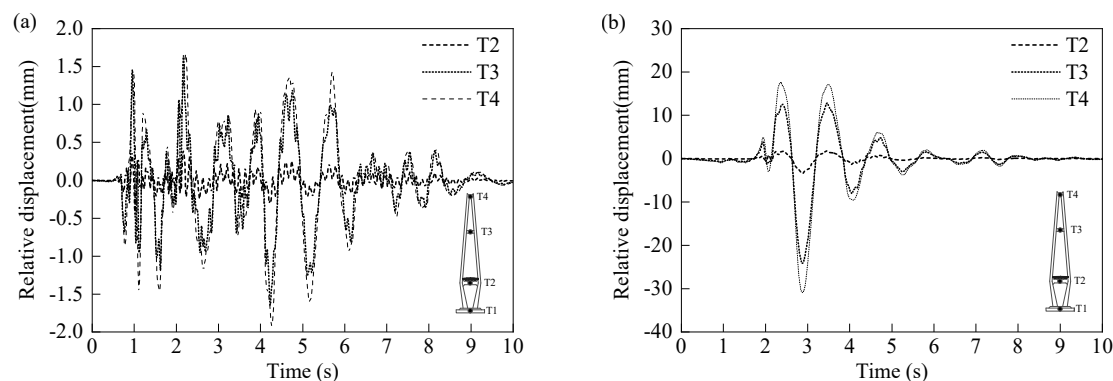 (a)
Relative displacement(mm)
2.0
1.5
1.0
0.5
0.0
-0.5
-1.0
-1.5
-2.0
T2
T3
T4
T4
T3
T2
T1
0 1 2 3 4 5 6 7 8 9 10
Time (s)
(b)
Relative displacement(mm)
30
20
10
0
-10
-20
-30
-40
T2
T3
T4
T4
T3
T2
T1
0 1 2 3 4 5 6 7 8 9 10
Time (s)